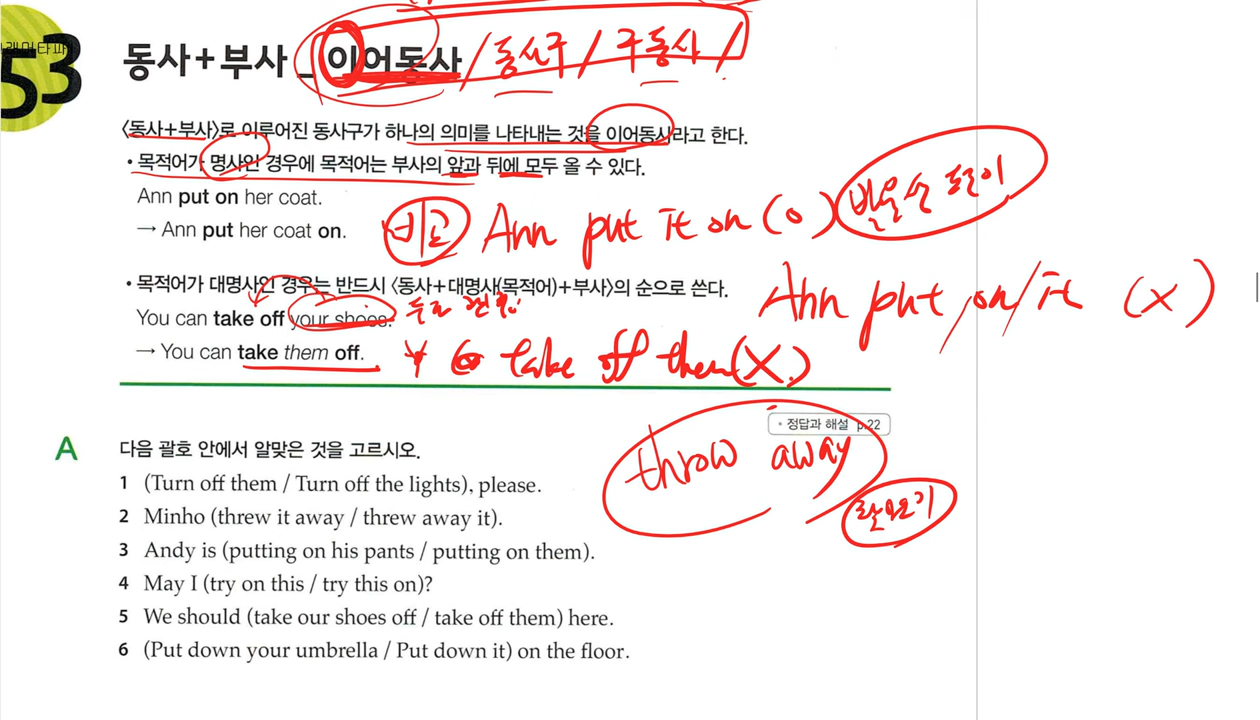 그래머타파
53
동사+부사_이어동사 / 동사구 / 구동사 /
〈동사+부사〉로 이루어진 동사구가 하나의 의미를 나타내는 것을 이어동사라고 한다.
• 목적어가 명사인 경우에 목적어는 부사의 앞과 뒤에 모두 올 수 있다.
Ann put on her coat.
→ Ann put her coat on.
비교 Ann put it on (o)
Ann put on/it (X)
• 목적어가 대명사인 경우는 반드시 〈동사+대명사(목적어)+부사〉의 순으로 쓴다.
You can take off your shoes.
→ You can take them off.
take off them (X)
• 정답과 해설 p.22
throw away
A 다음 괄호 안에서 알맞은 것을 고르시오.
1 (Turn off them / Turn off the lights), please.
2 Minho (threw it away / threw away it).
3 Andy is (putting on his pants / putting on them).
4 May I (try on this / try this on)?
5 We should (take our shoes off / take off them) here.
6 (Put down your umbrella / Put down it) on the floor.